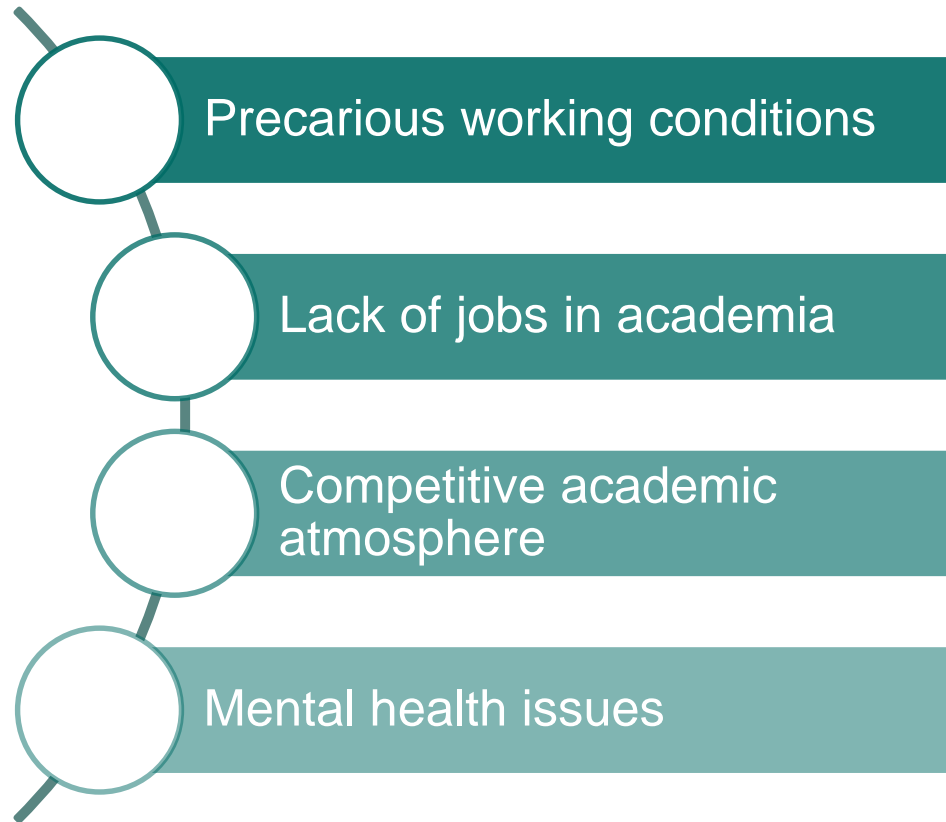 Precarious working conditions
Lack of jobs in academia
Competitive academic
atmosphere
Mental health issues